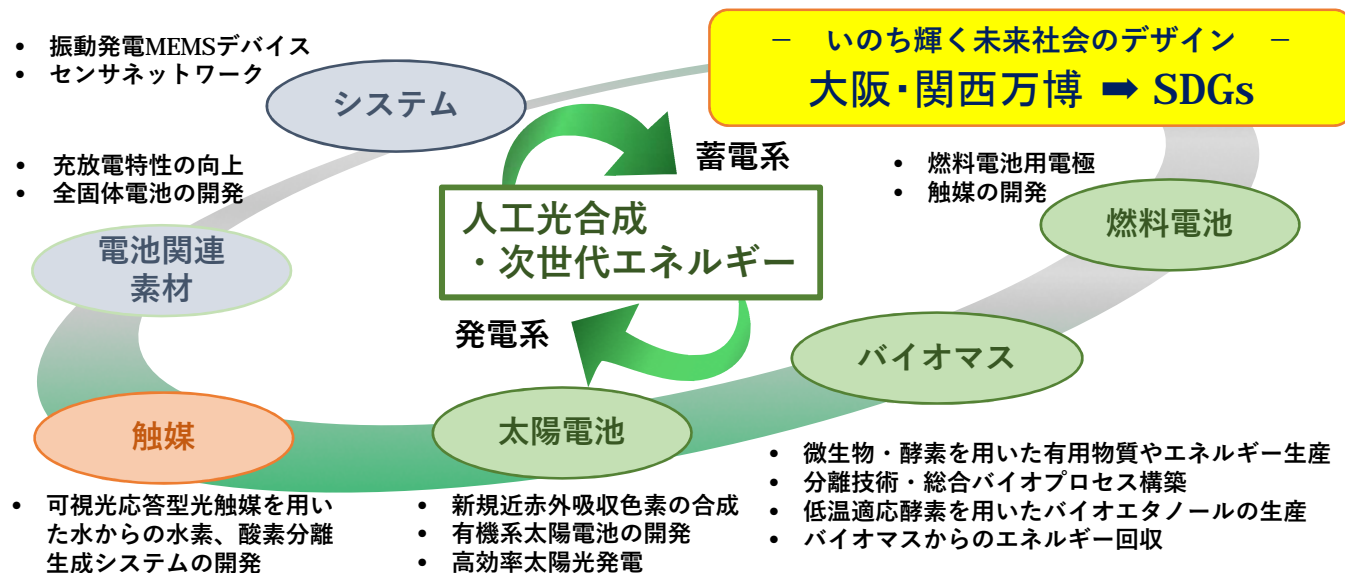 • 振動発電MEMSデバイス
• センサネットワーク
システム
－ いのち輝く未来社会のデザイン －
大阪・関西万博 ➡ SDGs
• 充放電特性の向上
• 全固体電池の開発
電池関連
素材
蓄電系
人工光合成
・次世代エネルギー
発電系
• 燃料電池用電極
• 触媒の開発
燃料電池
バイオマス
触媒
太陽電池
• 可視光応答型光触媒を用い
た水からの水素、酸素分離
生成システムの開発
• 新規近赤外吸収色素の合成
• 有機系太陽電池の開発
• 高効率太陽光発電
• 微生物・酵素を用いた有用物質やエネルギー生産
• 分離技術・総合バイオプロセス構築
• 低温適応酵素を用いたバイオエタノールの生産
• バイオマスからのエネルギー回収